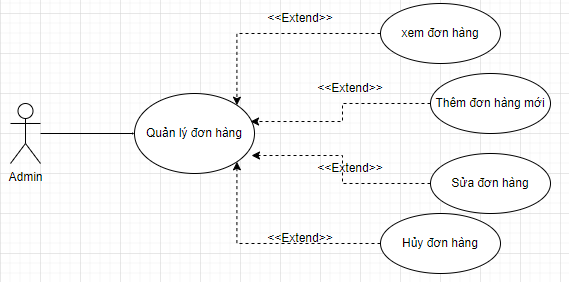 <<Extend>>
xem đơn hàng
<<Extend>>
Thêm đơn hàng mới
Quản lý đơn hàng
Admin
<<Extend>>
Sửa đơn hàng
<<Extend>>
Hủy đơn hàng